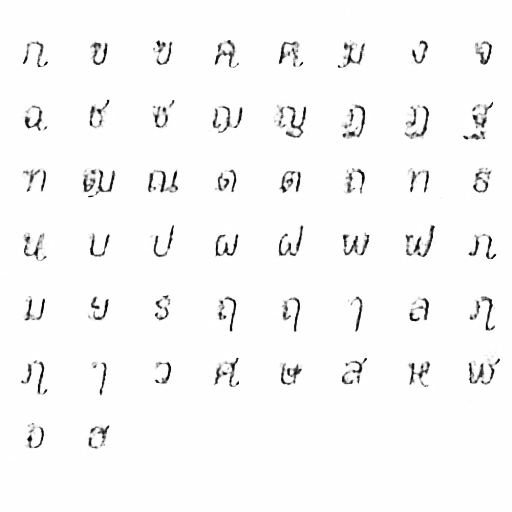 ก ข ฃ ค ฅ ฆ ง จ
ฉ ช ซ ฌ ญ ฎ ฏ ฐ
ฑ ฒ ณ ด ต ถ ท ธ
น บ ป ผ ฝ พ ฟ ภ
ม ย ร ฤ ฤ ๅ ล ฦ
ฦ ๅ ว ศ ษ ส ห ฬ
อ ฮ